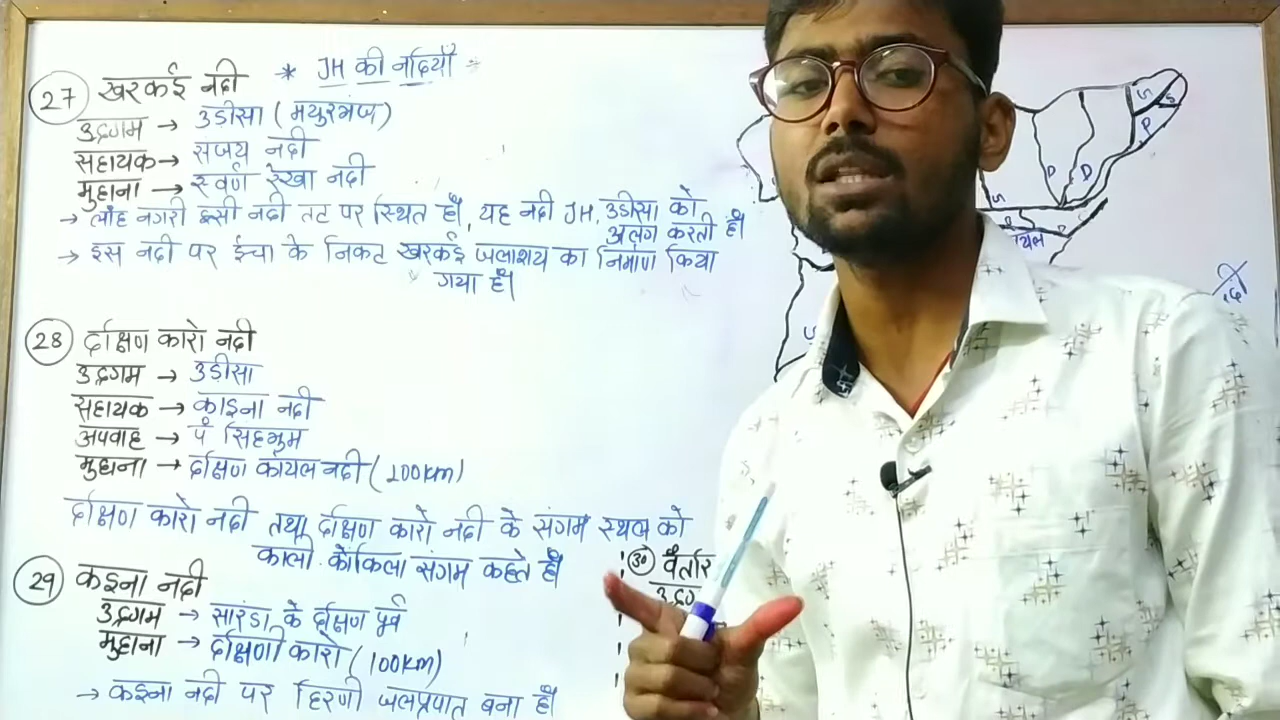 * JH की नदियाँ *
27 खरकई नदी
उद्गम → उड़ीसा (मयुरभंज)
सहायक → संजय नदी
मुहाना → स्वर्ण रेखा नदी
→ लौह नगरी इसी नदी तट पर स्थित है।, यह नदी JH, उडीसा को
अलग करती है।
→ इस नदी पर ईचा के निकट खरकई जलाशय का निर्माण किया
गया है।
28 दक्षिण कारो नदी
उद्गम → उड़ीसा
सहायक → काइना नदी
अपवाह → पं सिंहभुम
मुहाना → दक्षिण कोयल नदी (100Km)
दक्षिण कारो नदी तथा दक्षिण कारो नदी के संगम स्थल को
काली कोकिला संगम कहते है।
29 कइना नदी
उद्गम → सारंडा के दक्षिण पूर्व
मुहाना → दक्षिणी कारो (100Km)
→ कइना नदी पर हिरणी जलप्रपात बना है।
30
S
S
P
D
D
S